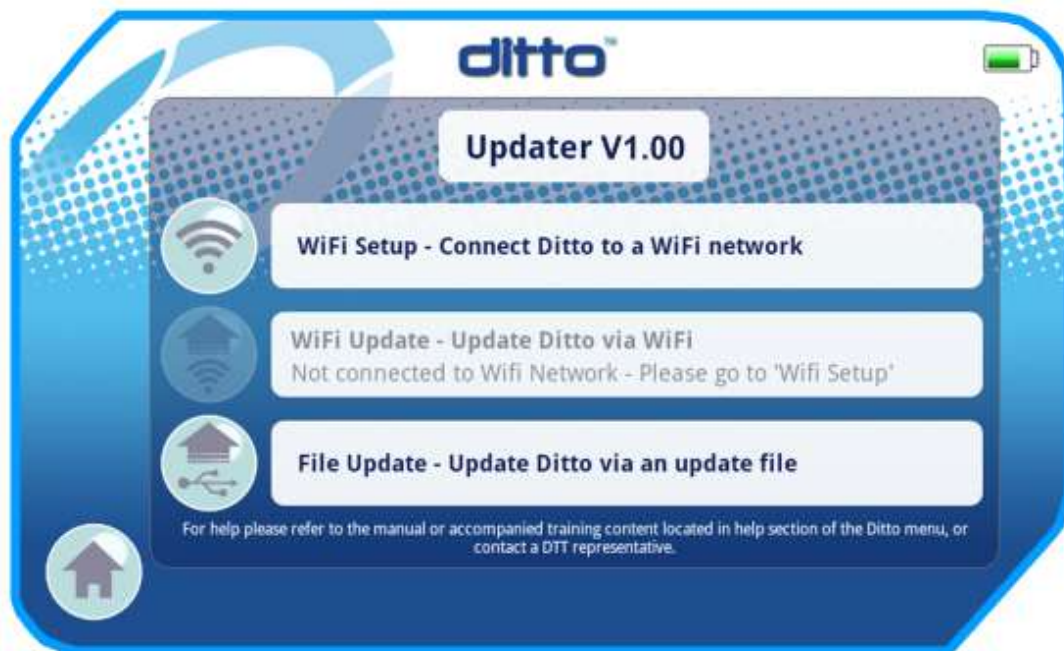 ditto™
Updater V1.00
WiFi Setup - Connect Ditto to a WiFi network
WiFi Update - Update Ditto via WiFi
Not connected to Wifi Network - Please go to 'Wifi Setup'
File Update - Update Ditto via an update file
For help please refer to the manual or accompanied training content located in help section of the Ditto menu, or
contact a DTT representative.